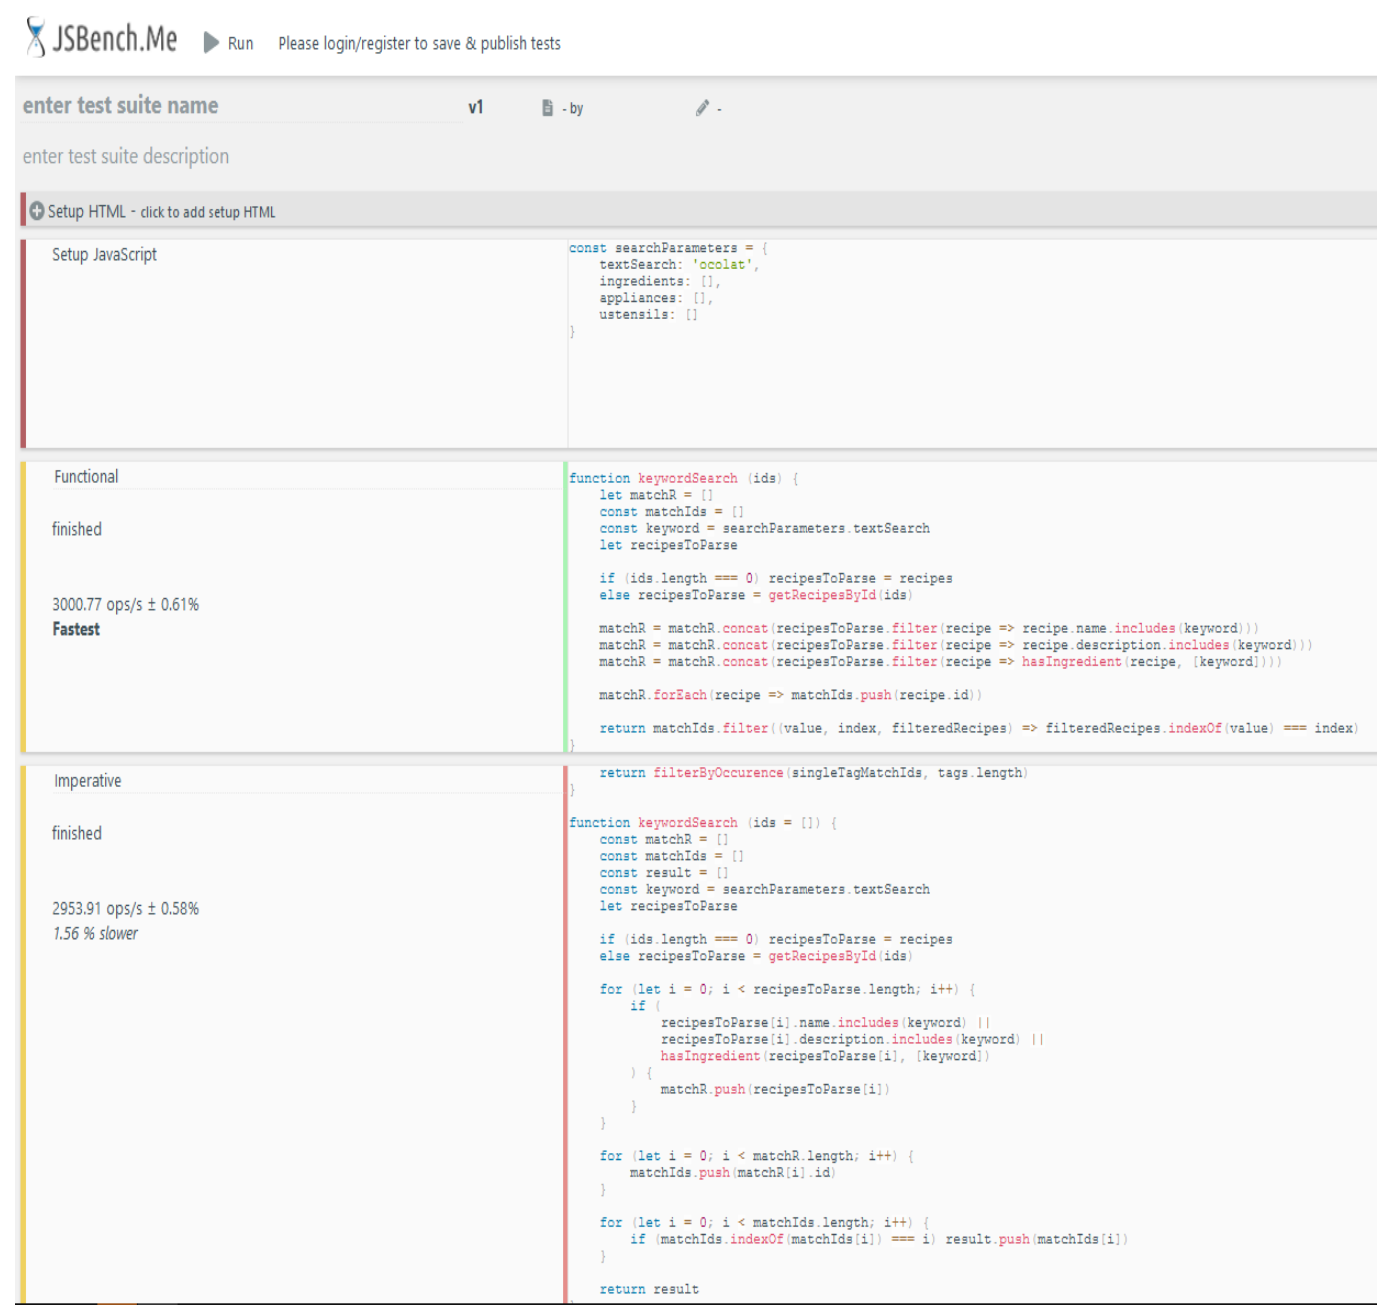 JSBench.Me Run Please login/register to save & publish tests
enter test suite name v1 - by -
enter test suite description
Setup HTML - click to add setup HTML
Setup JavaScript
const searchParameters = {
    textSearch: 'ocolat',
    ingredients: [],
    appliances: [],
    ustensils: []
}
Functional
finished
3000.77 ops/s ± 0.61%
Fastest
function keywordSearch (ids) {
    let matchR = []
    const matchIds = []
    const keyword = searchParameters.textSearch
    let recipesToParse
    if (ids.length === 0) recipesToParse = recipes
    else recipesToParse = getRecipesById(ids)
    matchR = matchR.concat(recipesToParse.filter(recipe => recipe.name.includes(keyword)))
    matchR = matchR.concat(recipesToParse.filter(recipe => recipe.description.includes(keyword)))
    matchR = matchR.concat(recipesToParse.filter(recipe => hasIngredient(recipe, [keyword])))
    matchR.forEach(recipe => matchIds.push(recipe.id))
    return matchIds.filter((value, index, filteredRecipes) => filteredRecipes.indexOf(value) === index)
}
Imperative
finished
2953.91 ops/s ± 0.58%
1.56 % slower
    return filterByOccurence(singleTagMatchIds, tags.length)
}
function keywordSearch (ids = []) {
    const matchR = []
    const matchIds = []
    const result = []
    const keyword = searchParameters.textSearch
    let recipesToParse
    if (ids.length === 0) recipesToParse = recipes
    else recipesToParse = getRecipesById(ids)
    for (let i = 0; i < recipesToParse.length; i++) {
        if (
            recipesToParse[i].name.includes(keyword) ||
            recipesToParse[i].description.includes(keyword) ||
            hasIngredient(recipesToParse[i], [keyword])
        ) {
            matchR.push(recipesToParse[i])
        }
    }
    for (let i = 0; i < matchR.length; i++) {
        matchIds.push(matchR[i].id)
    }
    for (let i = 0; i < matchIds.length; i++) {
        if (matchIds.indexOf(matchIds[i]) === i) result.push(matchIds[i])
    }
    return result